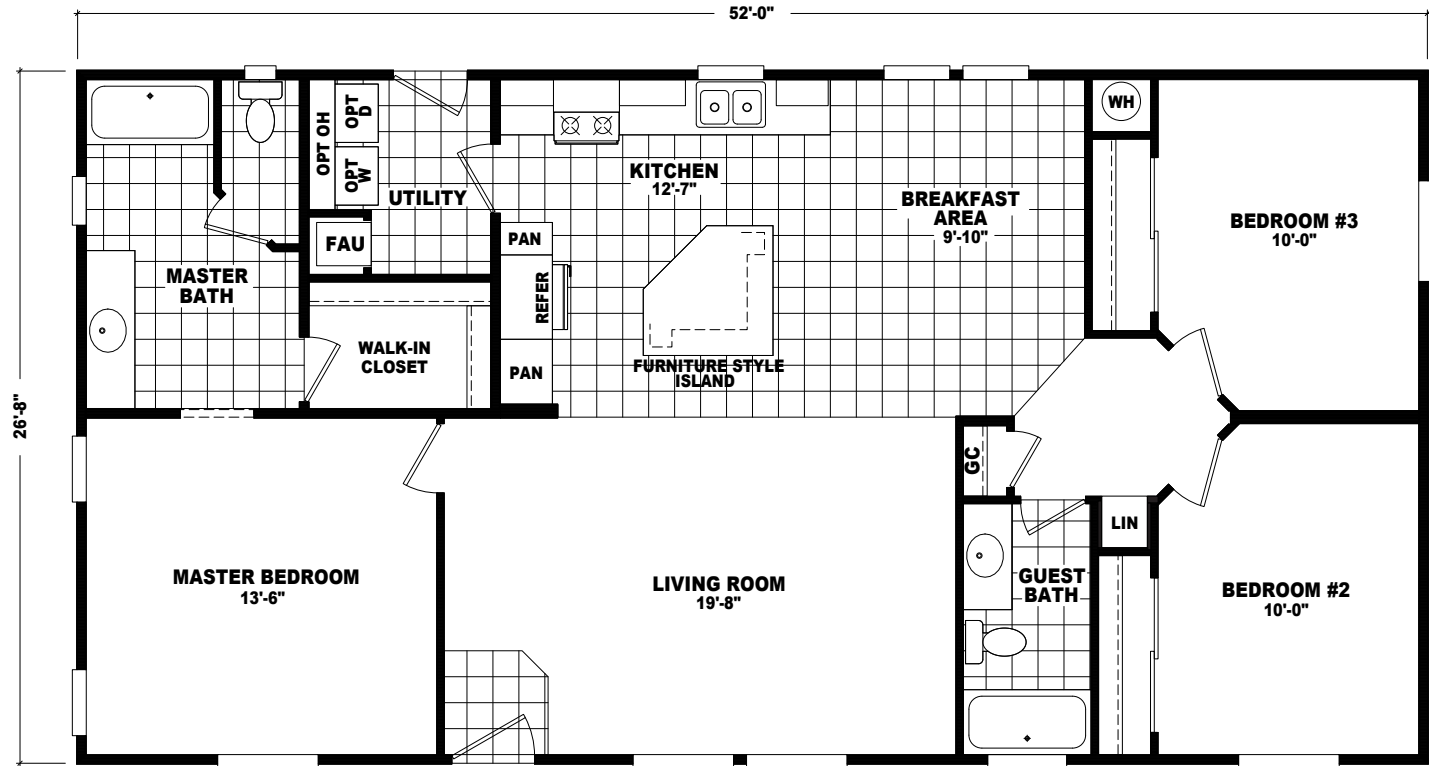 52'-0"
26'-8"
OPT OH
OPT
D
OPT
W
UTILITY
FAU
MASTER
BATH
WALK-IN
CLOSET
KITCHEN
12'-7"
PAN
REFER
PAN
FURNITURE STYLE
ISLAND
BREAKFAST
AREA
9'-10"
WH
BEDROOM #3
10'-0"
MASTER BEDROOM
13'-6"
LIVING ROOM
19'-8"
GC
LIN
GUEST
BATH
BEDROOM #2
10'-0"